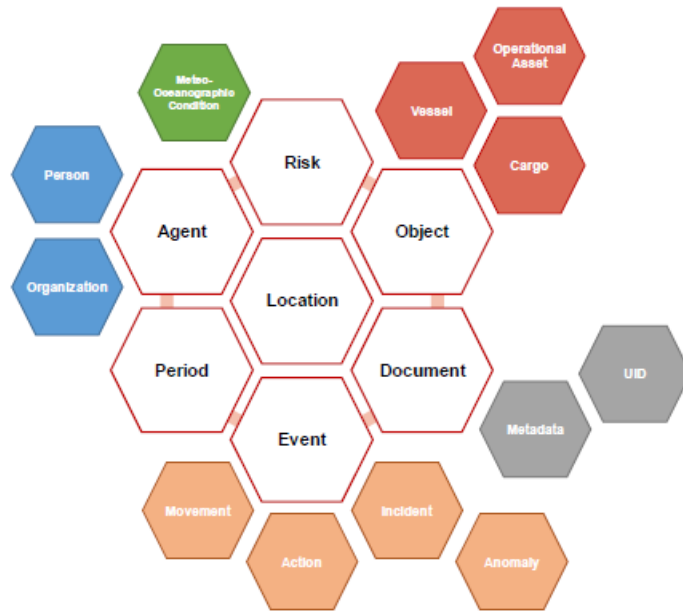 Operational
Asset
Meteo-
Oceanographic
Condition
Vessel
Risk
Cargo
Person
Agent
Object
Organization
Location
Period
Document
UID
Metadata
Event
Movement
Incident
Action
Anomaly